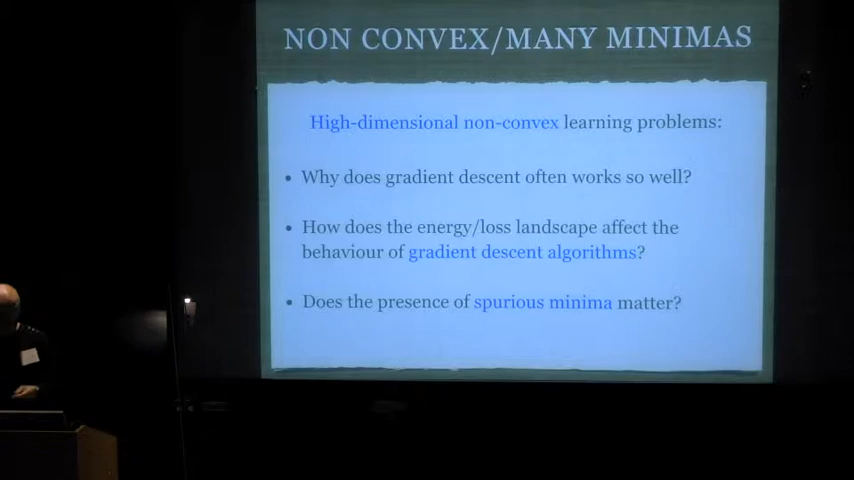 NON CONVEX/MANY MINIMAS
High-dimensional non-convex learning problems:
• Why does gradient descent often works so well?
• How does the energy/loss landscape affect the
behaviour of gradient descent algorithms?
• Does the presence of spurious minima matter?